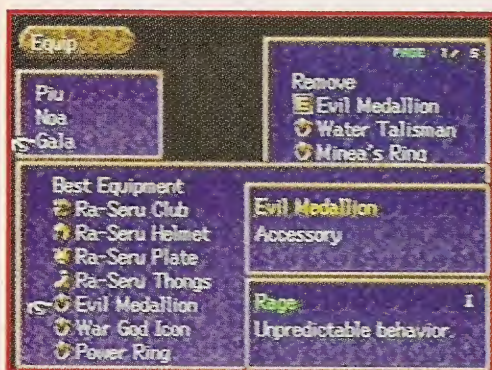 Equip
PAGE 1/ 5
Piu
Noa
Gala
Remove
E Evil Medallion
Water Talisman
Minea's Ring
Best Equipment
Ra-Seru Club
Ra-Seru Helmet
Ra-Seru Plate
Ra-Seru Thongs
Evil Medallion
War God Icon
Power Ring
Evil Medallion
Accessory
Rage 1
Unpredictable behavior.